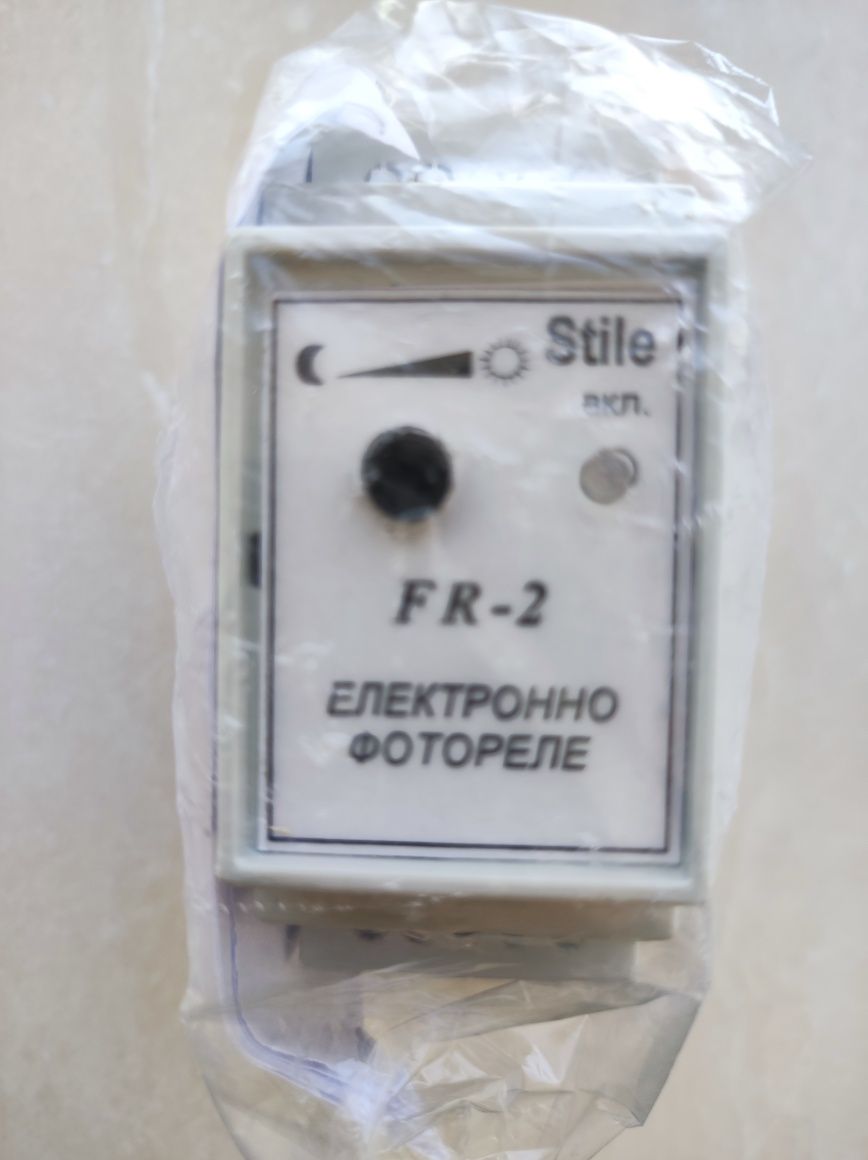 Stile
вкл.
FR-2
ЕЛЕКТРОННО
ФОТОРЕЛЕ